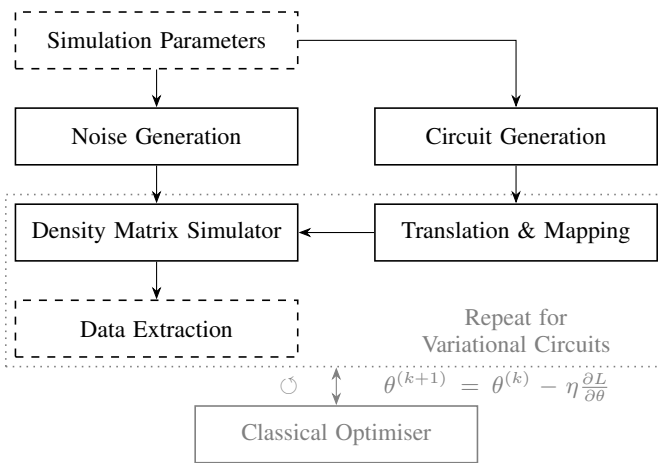 Simulation Parameters
Noise Generation
Circuit Generation
Density Matrix Simulator
Translation & Mapping
Data Extraction
Repeat for
Variational Circuits
↺ θ^{(k+1)} = θ^{(k)} − η ∂L/∂θ
Classical Optimiser